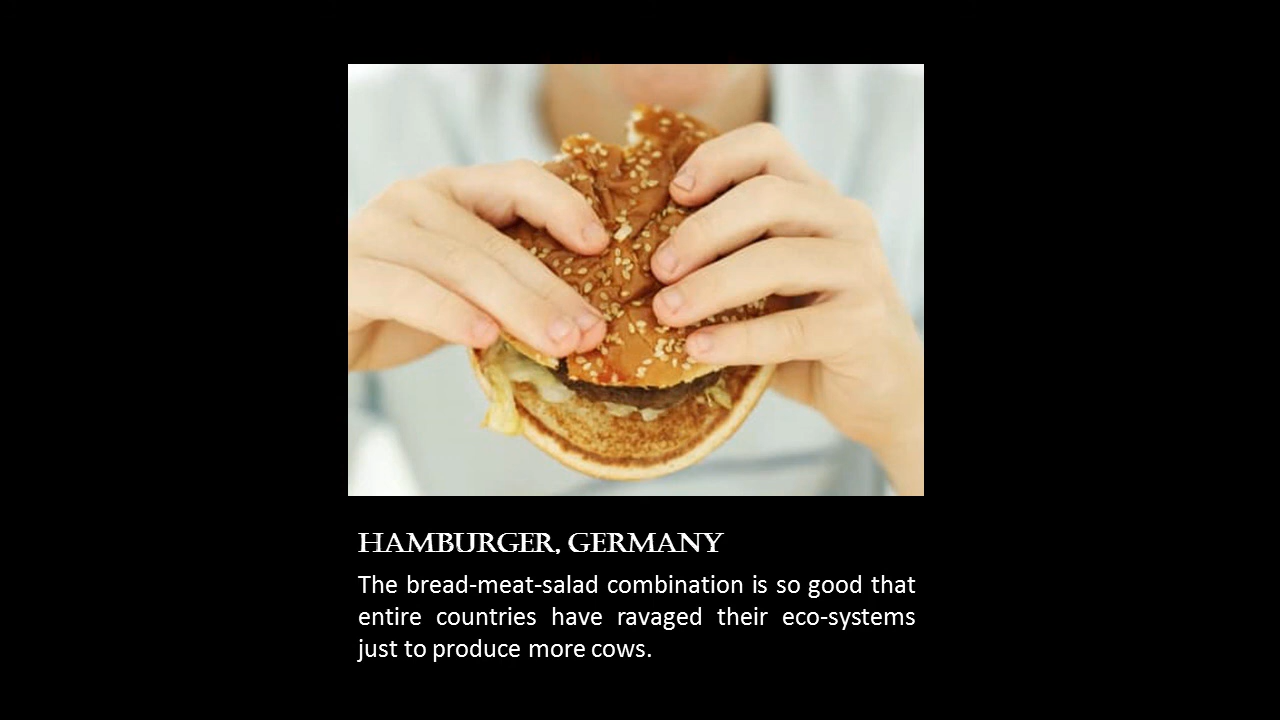 HAMBURGER, GERMANY
The bread-meat-salad combination is so good that
entire countries have ravaged their eco-systems
just to produce more cows.